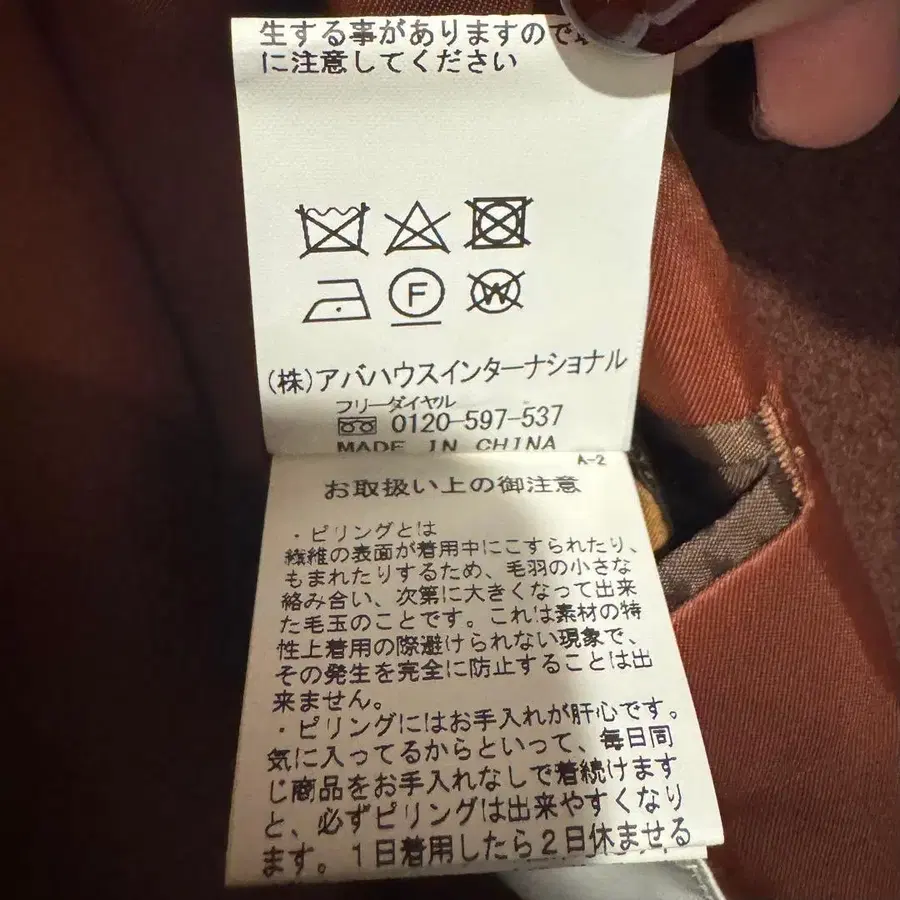 生する事がありますので
に注意してください
F
W
(株)アバハウスインターナショナル
フリーダイヤル
0120-597-537
MADE IN CHINA
A-2
お取扱い上の御注意
・ピリングとは
繊維の表面が着用中にこすられたり、
もまれたりするため、毛羽の小さな
絡み合い、次第に大きくなって出来
た毛玉のことです。これは素材の特
性上着用の際避けられない現象で、
その発生を完全に防止することは出
来ません。
・ピリングにはお手入れが肝心です。
気に入ってるからといって、毎日同
じ商品をお手入れなしで着続けます
と、必ずピリングは出来やすくなり
ます。1日着用したら2日休ませる